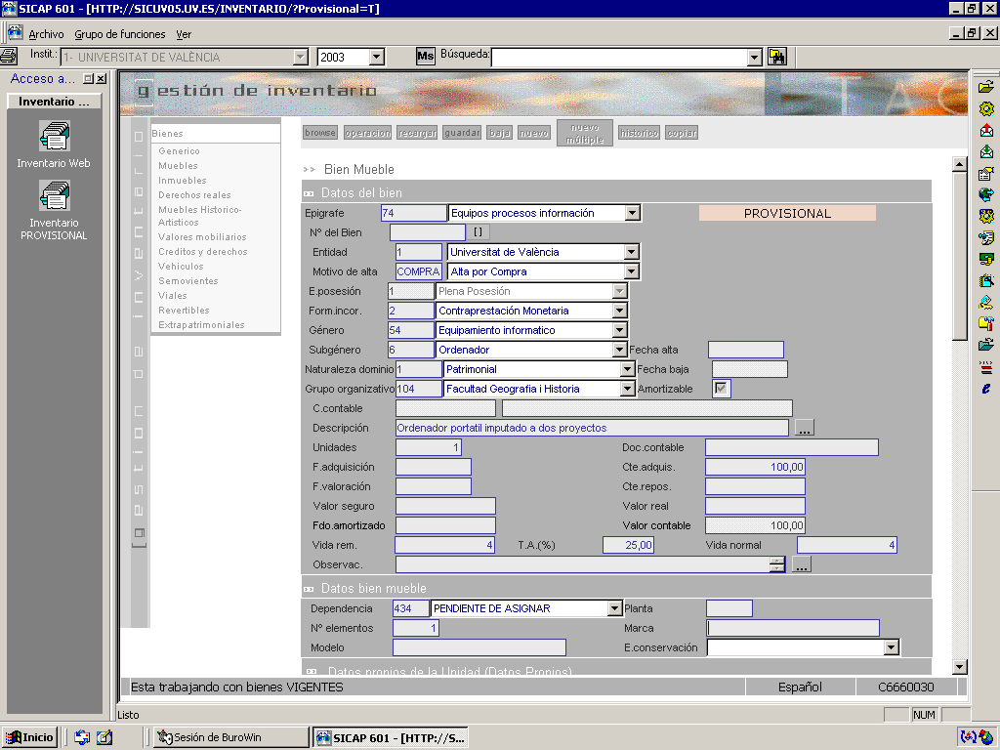 SICAP 601 - [HTTP://SICUV05.UV.ES/INVENTARIO/?Provisional=T]
Archivo Grupo de funciones Ver
Instit.: 1- UNIVERSITAT DE VALÈNCIA 2003 Ms Búsqueda:
Acceso a...
Inventario ...
Inventario Web
Inventario
PROVISIONAL
gestión de inventario
Bienes
Generico
Muebles
Inmuebles
Derechos reales
Muebles Historico-
Artisticos
Valores mobiliarios
Creditos y derechos
Vehiculos
Semovientes
Viales
Revertibles
Extrapatrimoniales
browse operacion recargar guardar baja nuevo nuevo múltiple historico copiar
>> Bien Mueble
Datos del bien
Epigrafe 74 Equipos procesos información PROVISIONAL
Nº del Bien []
Entidad 1 Universitat de València
Motivo de alta COMPRA Alta por Compra
E.posesión 1 Plena Posesión
Form.incor. 2 Contraprestación Monetaria
Género 54 Equipamiento informatico
Subgénero 6 Ordenador Fecha alta
Naturaleza dominio 1 Patrimonial Fecha baja
Grupo organizativo 104 Facultad Geografia i Historia Amortizable
C.contable
Descripción Ordenador portatil imputado a dos proyectos ...
Unidades 1 Doc.contable
F.adquisición Cte.adquis. 100,00
F.valoración Cte.repos.
Valor seguro Valor real
Fdo.amortizado Valor contable 100,00
Vida rem. 4 T.A.(%) 25,00 Vida normal 4
Observac. ...
Datos bien mueble
Dependencia 434 PENDIENTE DE ASIGNAR Planta
Nº elementos 1 Marca
Modelo E.conservación
Datos propios de la Unidad (Datos Propios)
Esta trabajando con bienes VIGENTES Español C6660030
Listo NUM
Inicio Sesión de BuroWin SICAP 601 - [HTTP://S...